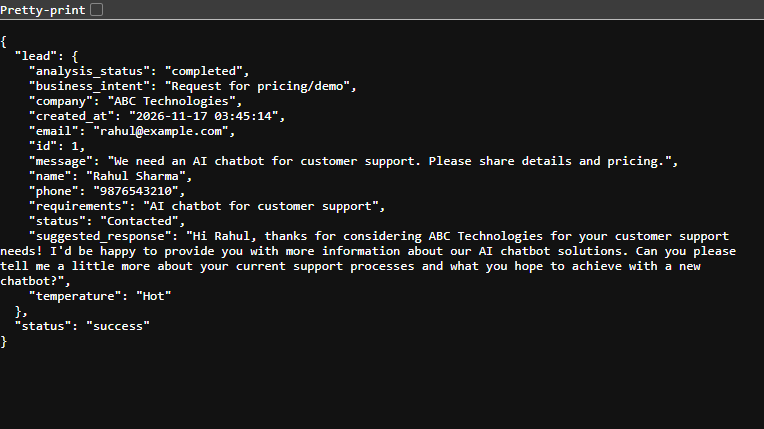 Pretty-print
{
  "lead": {
    "analysis_status": "completed",
    "business_intent": "Request for pricing/demo",
    "company": "ABC Technologies",
    "created_at": "2026-11-17 03:45:14",
    "email": "rahul@example.com",
    "id": 1,
    "message": "We need an AI chatbot for customer support. Please share details and pricing.",
    "name": "Rahul Sharma",
    "phone": "9876543210",
    "requirements": "AI chatbot for customer support",
    "status": "Contacted",
    "suggested_response": "Hi Rahul, thanks for considering ABC Technologies for your customer support
needs! I'd be happy to provide you with more information about our AI chatbot solutions. Can you please
tell me a little more about your current support processes and what you hope to achieve with a new
chatbot?",
    "temperature": "Hot"
  },
  "status": "success"
}